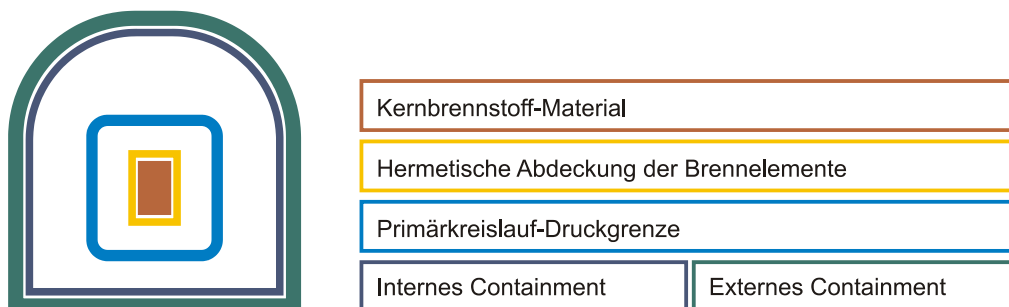 Kernbrennstoff-Material
Hermetische Abdeckung der Brennelemente
Primärkreislauf-Druckgrenze
Internes Containment
Externes Containment